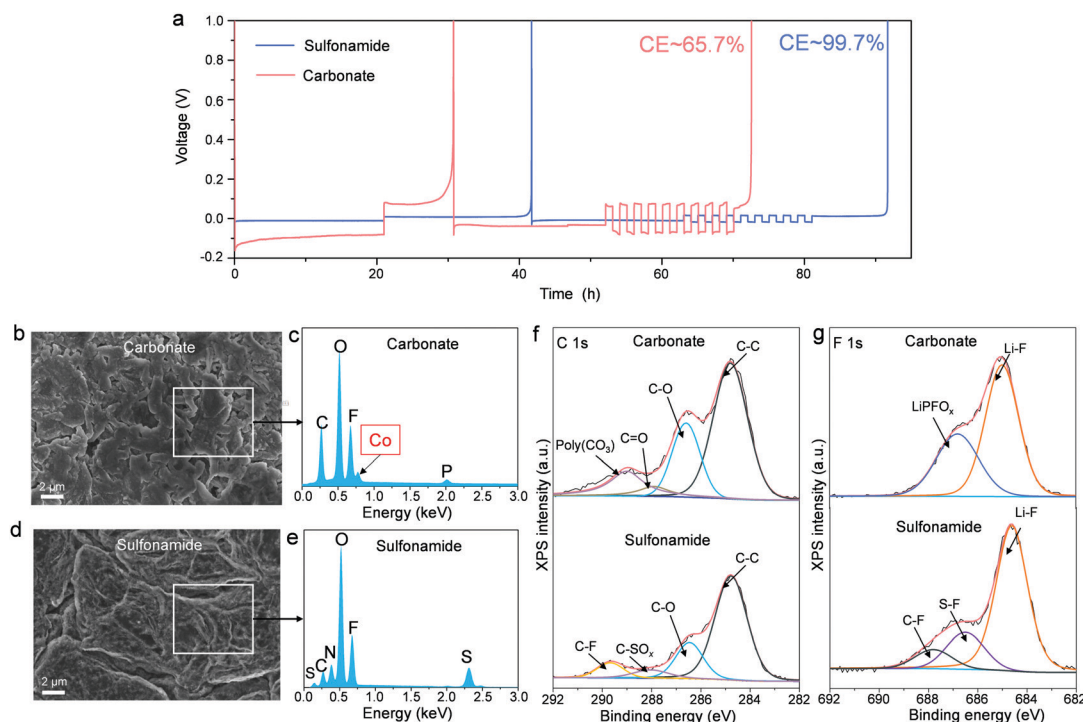 a
1.0
0.8
0.6
0.4
0.2
0.0
-0.2
Voltage (V)
Sulfonamide
Carbonate
CE~65.7%
CE~99.7%
0
20
40
60
80
Time (h)
b
Carbonate
2 μm
c
Carbonate
C
O
F
Co
P
0.0 0.5 1.0 1.5 2.0 2.5 3.0
Energy (keV)
d
Sulfonamide
2 μm
e
Sulfonamide
S
C
N
O
F
S
0.0 0.5 1.0 1.5 2.0 2.5 3.0
Energy (keV)
f
C 1s
Carbonate
C-C
C-O
C=O
Poly(CO₃)
Sulfonamide
C-C
C-O
C-SOₓ
C-F
XPS intensity (a.u.)
292 290 288 286 284 282
Binding energy (eV)
g
F 1s
Carbonate
Li-F
LiPFOₓ
Sulfonamide
Li-F
S-F
C-F
XPS intensity (a.u.)
692 690 688 686 684 682
Binding energy (eV)